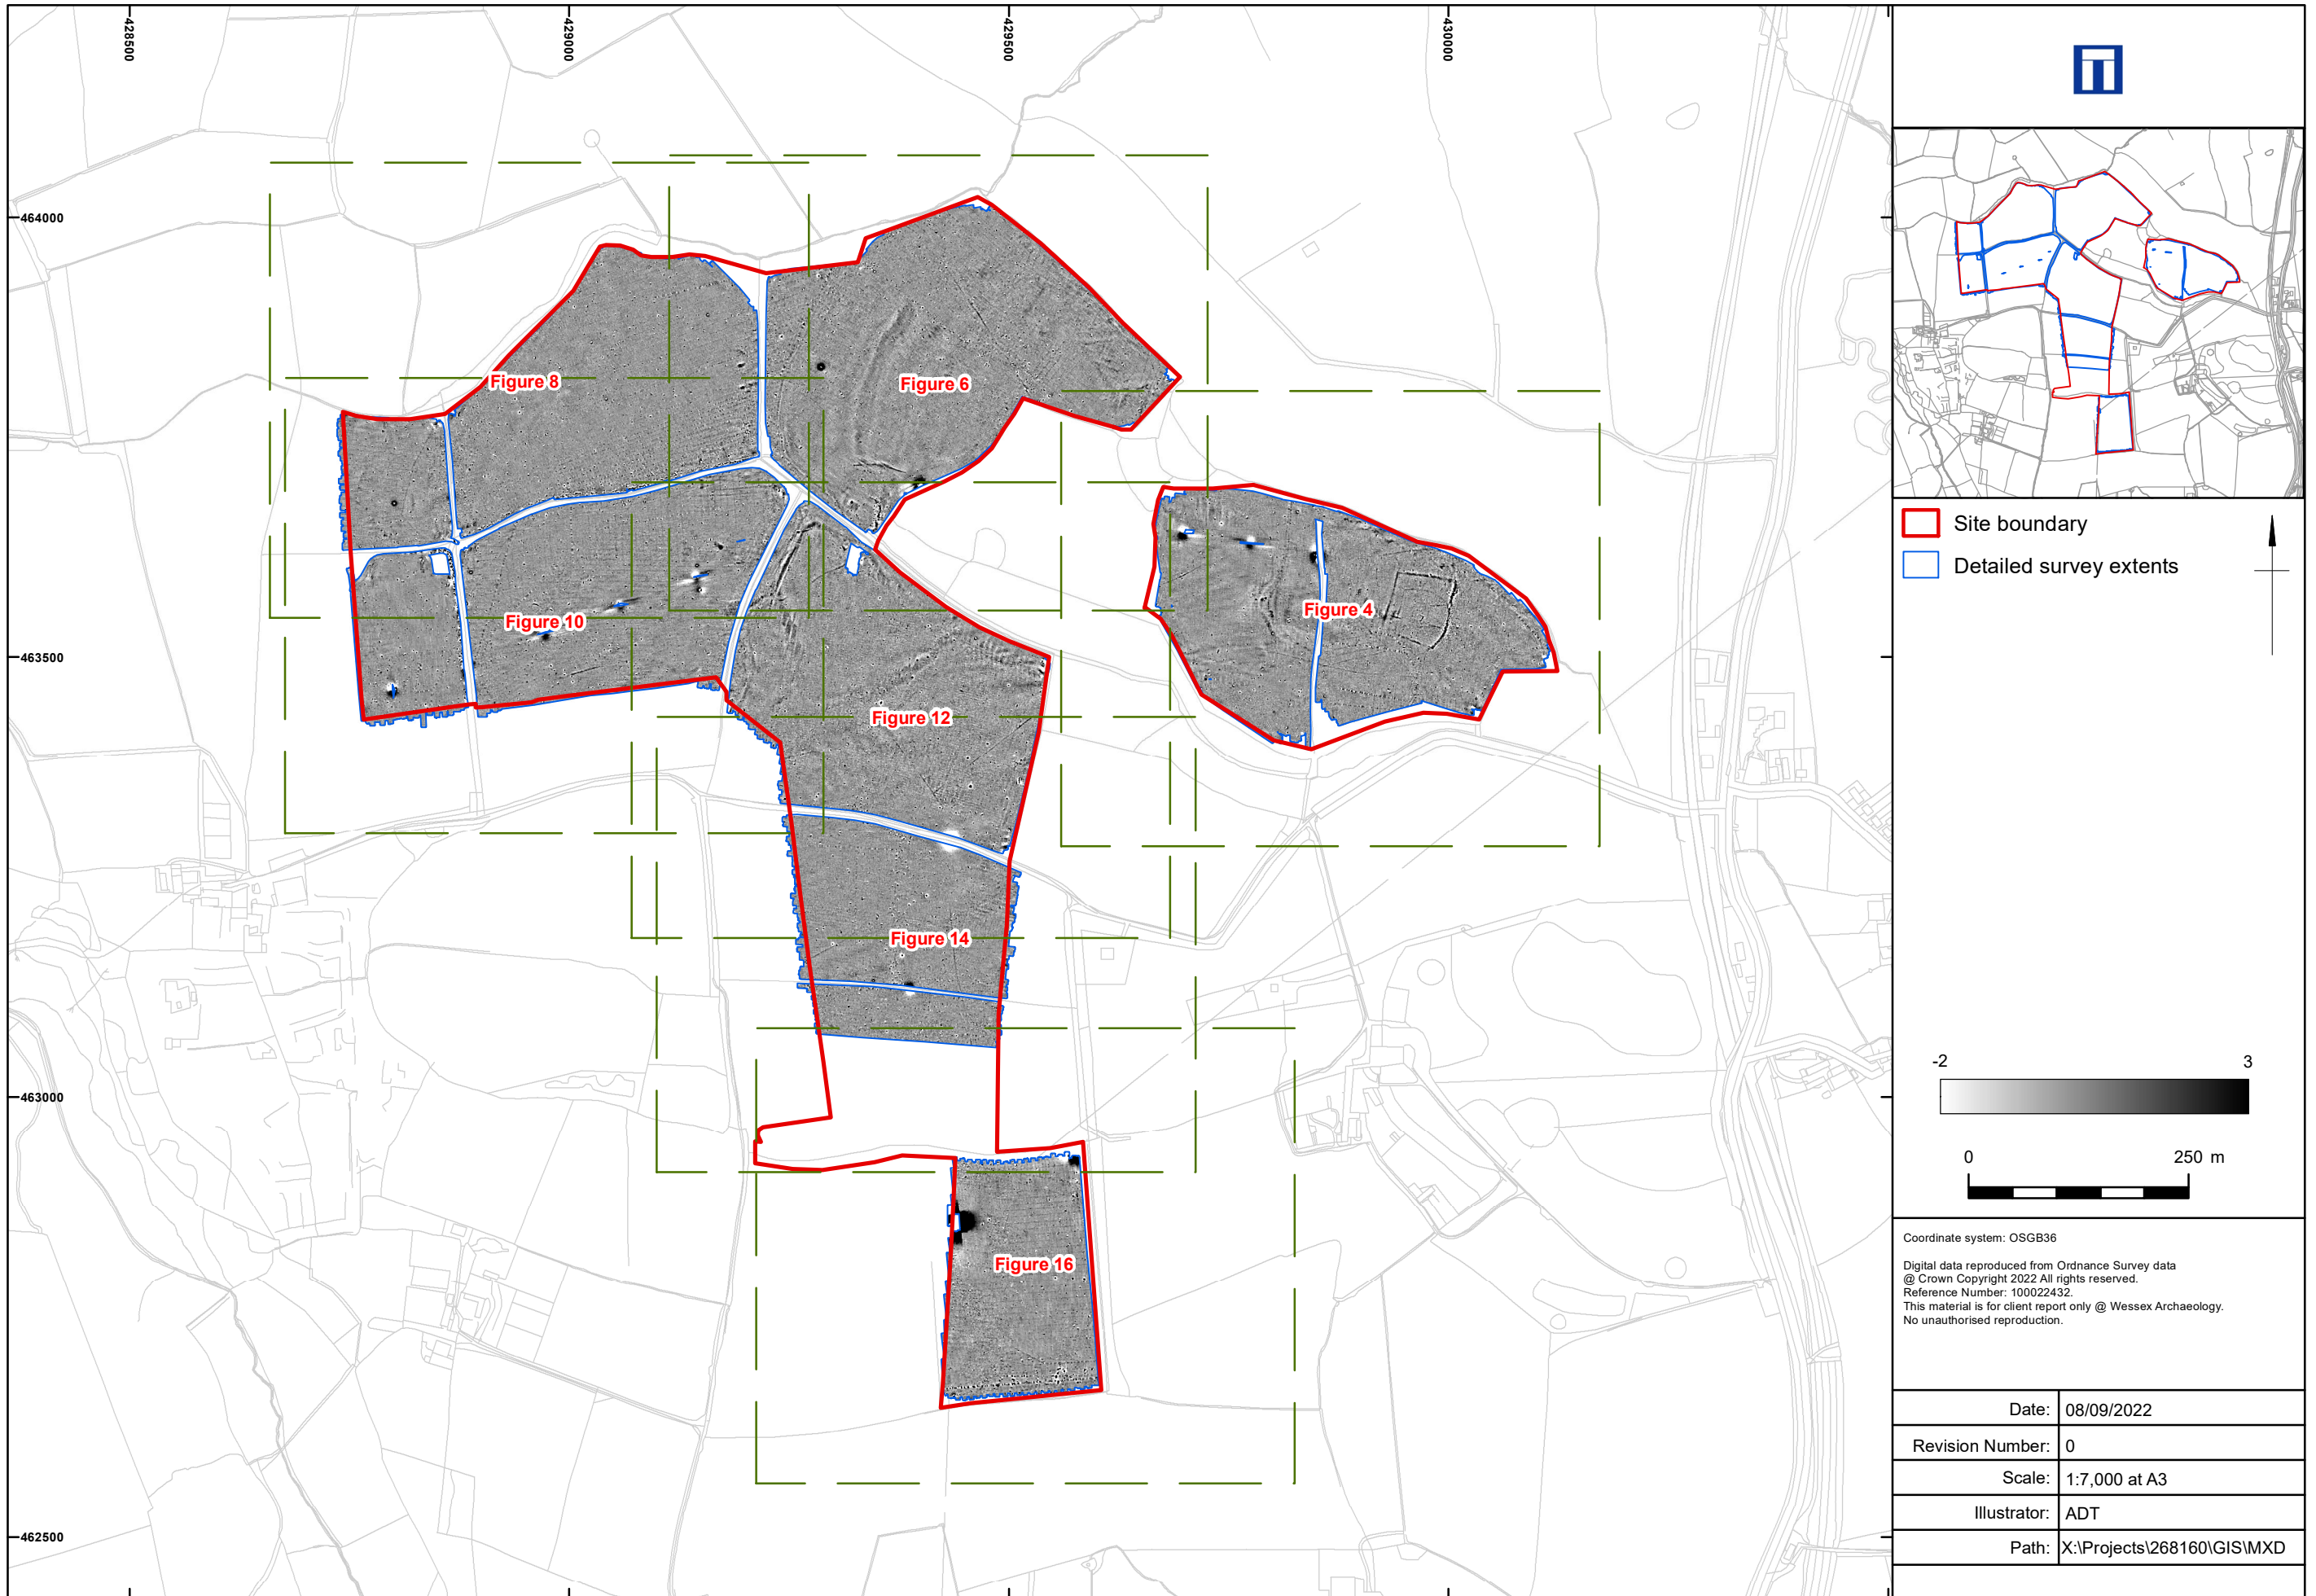 428500
429000
429500
430000
464000
463500
463000
462500
Figure 8
Figure 6
Figure 10
Figure 4
Figure 12
Figure 14
Figure 16
Site boundary
Detailed survey extents
-2 3
0 250 m
Coordinate system: OSGB36
Digital data reproduced from Ordnance Survey data
@ Crown Copyright 2022 All rights reserved.
Reference Number: 100022432.
This material is for client report only @ Wessex Archaeology.
No unauthorised reproduction.
Date: 08/09/2022
Revision Number: 0
Scale: 1:7,000 at A3
Illustrator: ADT
Path: X:\Projects\268160\GIS\MXD